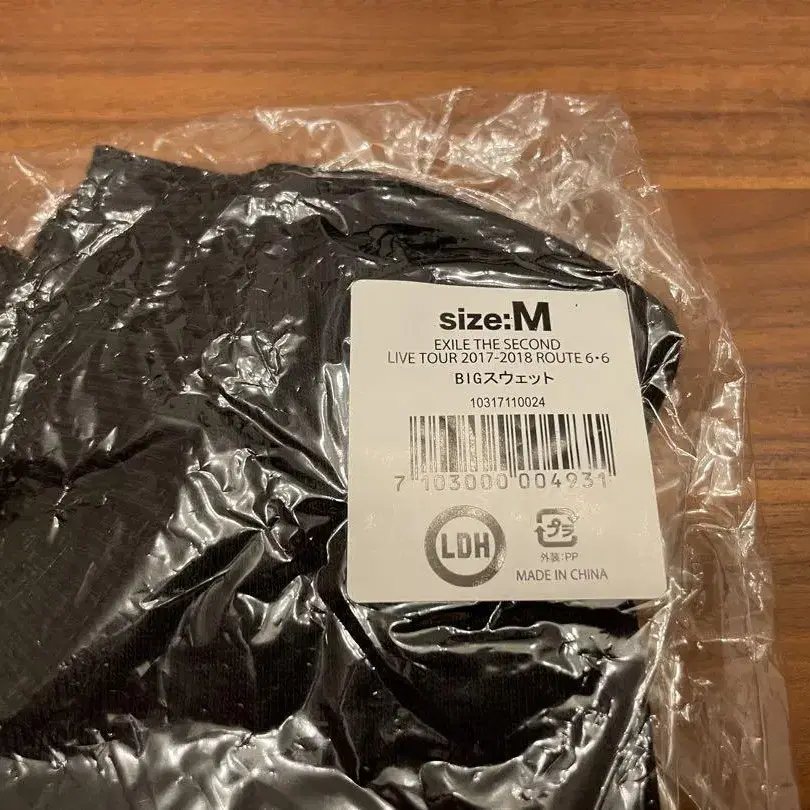 size:M
EXILE THE SECOND
LIVE TOUR 2017-2018 ROUTE 6・6
BIGスウェット
10317110024
7 103000 004931
LDH
プラ
外装:PP
MADE IN CHINA